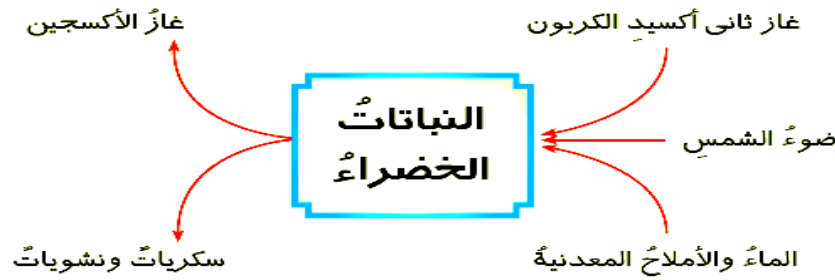 غاز ثانى أكسيدِ الكربون
غازُ الأكسجين
النباتاتُ
الخضراءُ
ضوءُ الشمسِ
الماءُ والأملاحُ المعدنيةُ
سكرياتٌ ونشوياتٌ